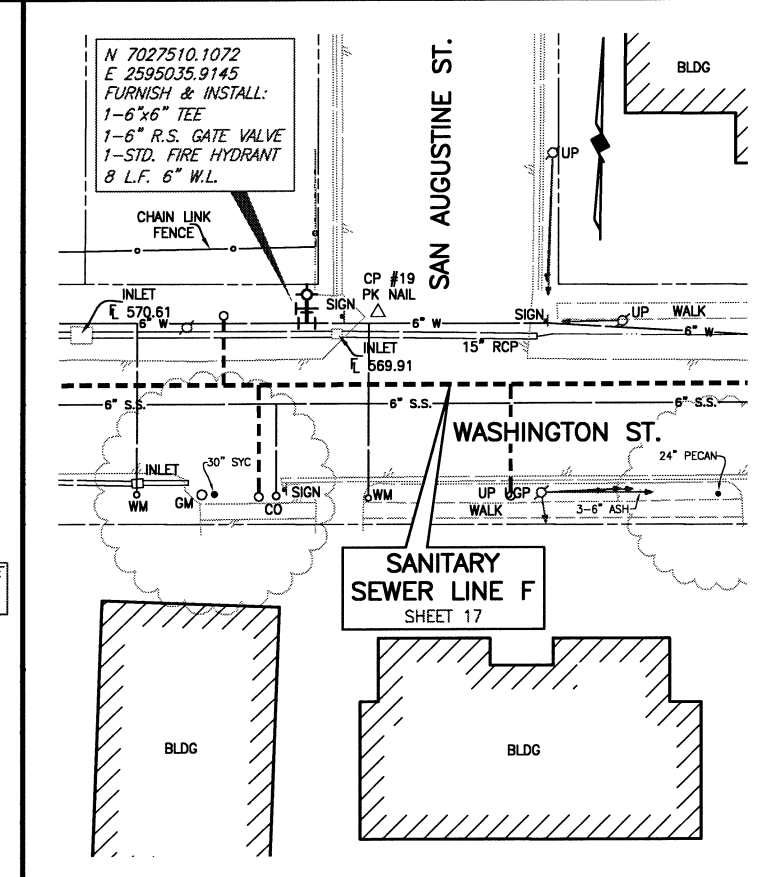 N 7027510.1072
E 2595035.9145
FURNISH & INSTALL:
1-6"x6" TEE
1-6" R.S. GATE VALVE
1-STD. FIRE HYDRANT
8 L.F. 6" W.L.
SAN AUGUSTINE ST.
BLDG
UP
CHAIN LINK
FENCE
CP #19
PK NAIL
INLET
FL 570.61
SIGN
SIGN
UP
WALK
6" W
6" W
6" W
INLET
FL 569.91
15" RCP
6" S.S.
6" S.S.
6" S.S.
WASHINGTON ST.
24" PECAN
INLET
30" SYC
WM
GM
CO
SIGN
WM
UP
UGP
WALK
3-6" ASH
SANITARY
SEWER LINE F
SHEET 17
BLDG
BLDG